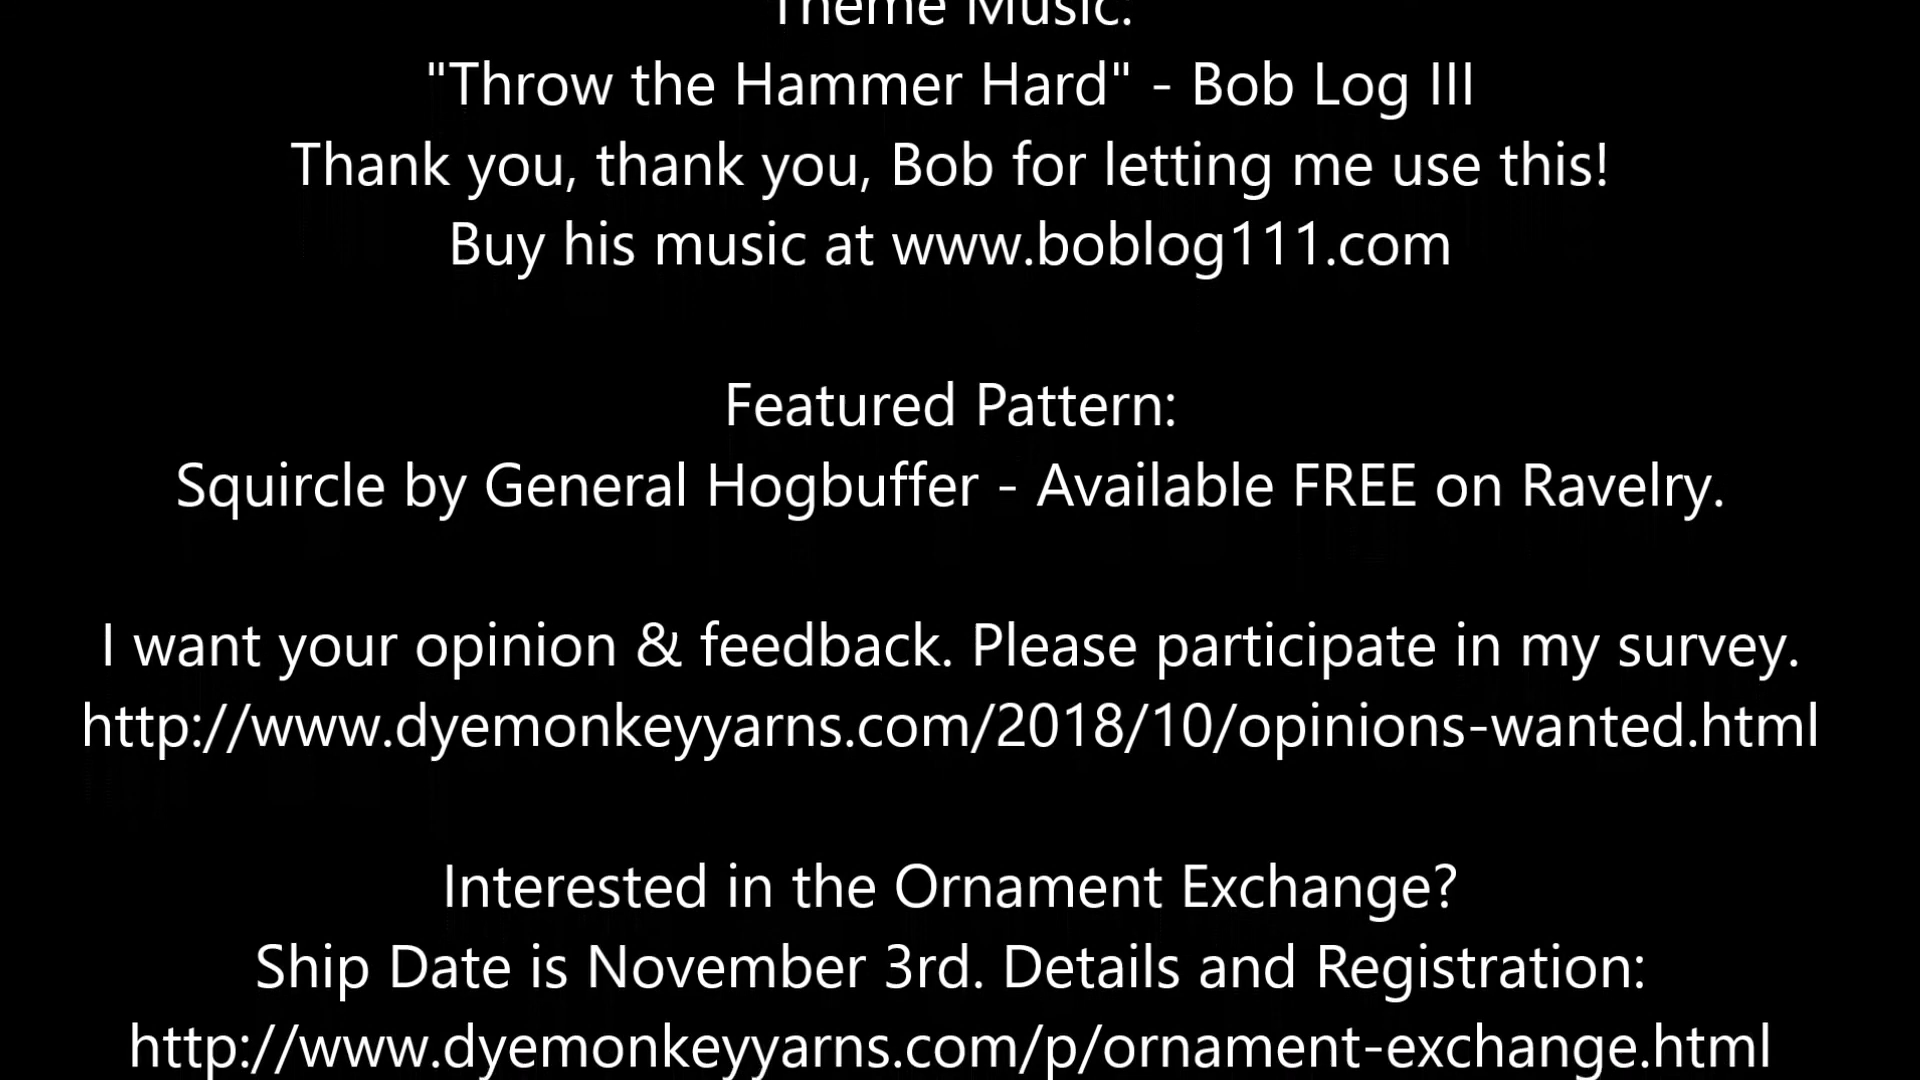 Theme Music:
"Throw the Hammer Hard" - Bob Log III
Thank you, thank you, Bob for letting me use this!
Buy his music at www.boblog111.com
Featured Pattern:
Squircle by General Hogbuffer - Available FREE on Ravelry.
I want your opinion & feedback. Please participate in my survey.
http://www.dyemonkeyyarns.com/2018/10/opinions-wanted.html
Interested in the Ornament Exchange?
Ship Date is November 3rd. Details and Registration:
http://www.dyemonkeyyarns.com/p/ornament-exchange.html